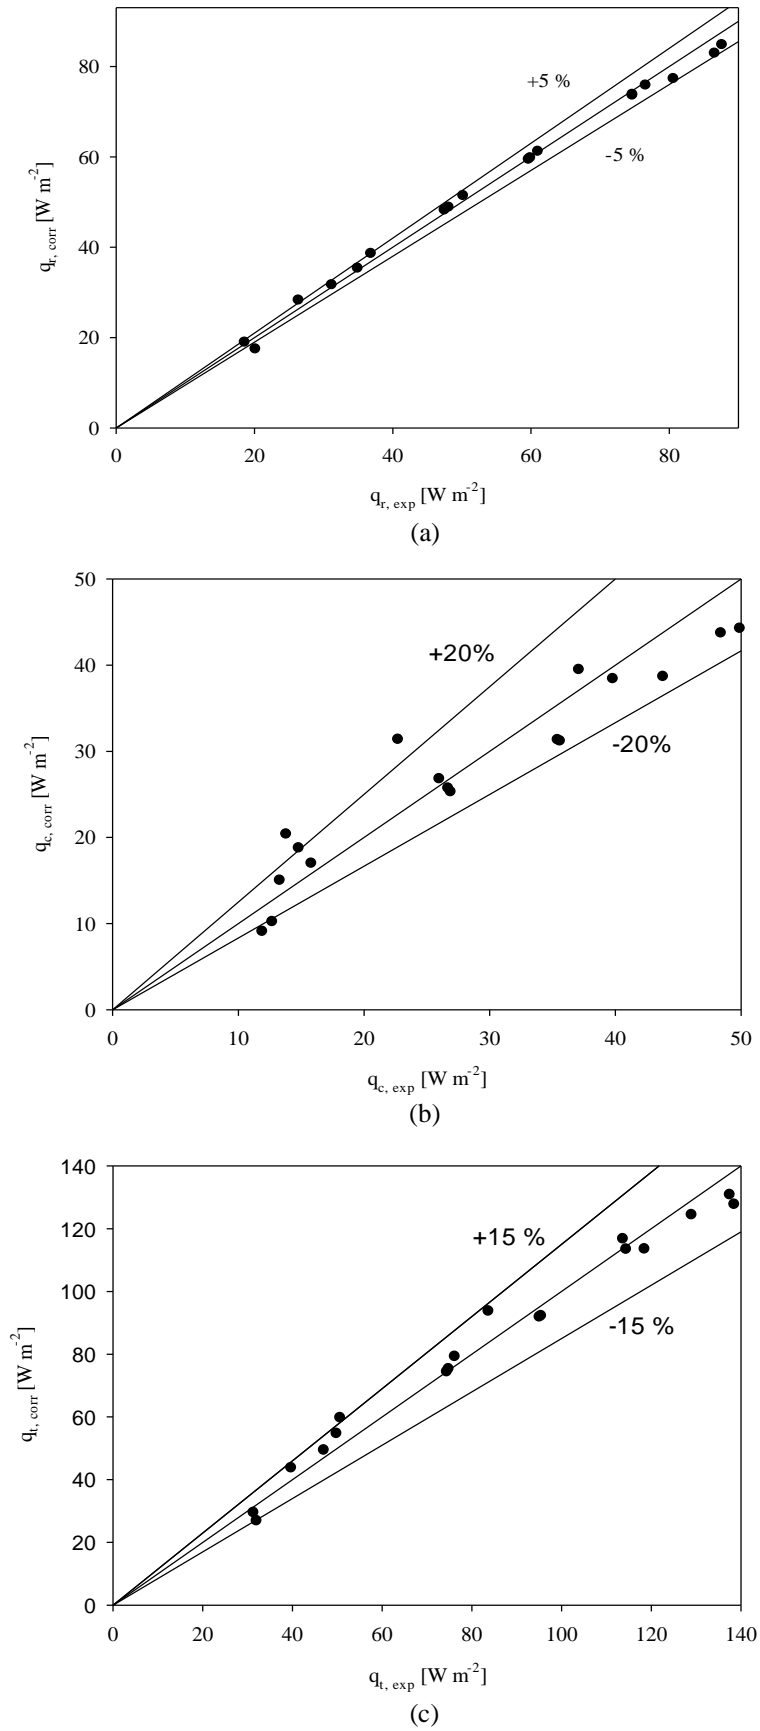 80
60
40
20
0
+5 %
-5 %
q_r, corr [W m^-2]
0 20 40 60 80
q_r, exp [W m^-2]
(a)
50
40
30
20
10
0
+20%
-20%
q_c, corr [W m^-2]
0 10 20 30 40 50
q_c, exp [W m^-2]
(b)
140
120
100
80
60
40
20
0
+15 %
-15 %
q_t, corr [W m^-2]
0 20 40 60 80 100 120 140
q_t, exp [W m^-2]
(c)